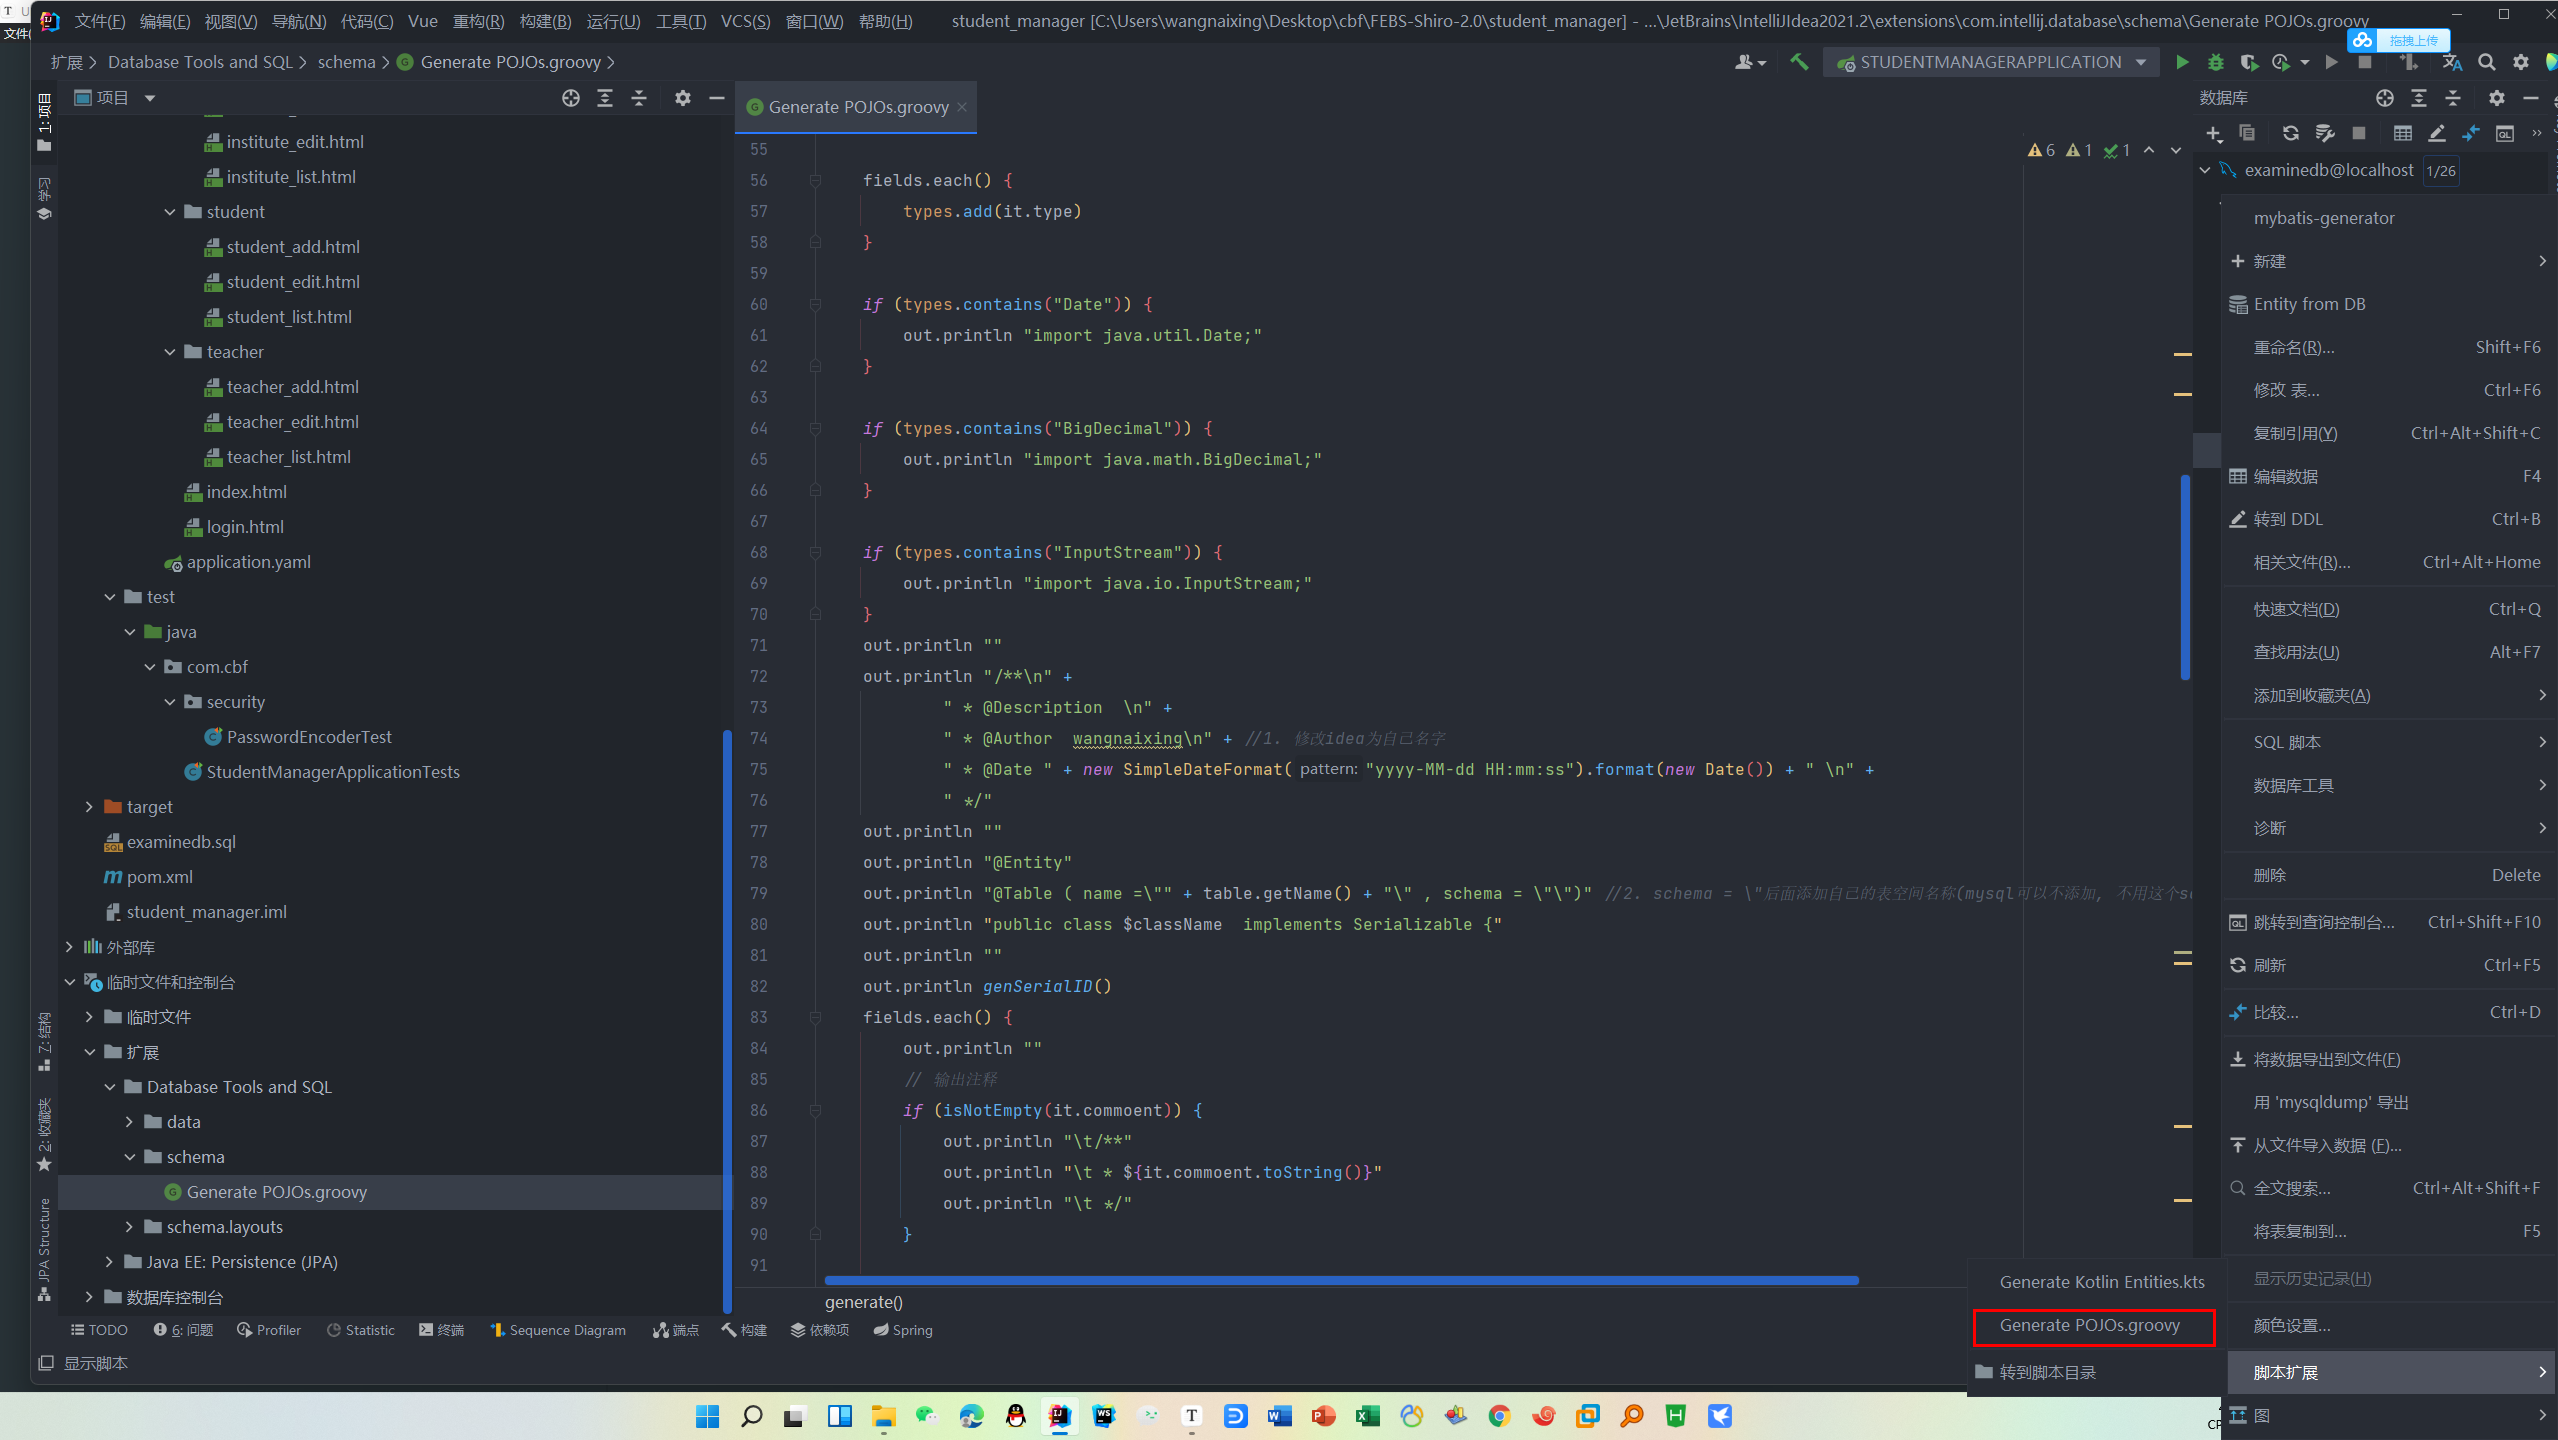 文件(F) 编辑(E) 视图(V) 导航(N) 代码(C) Vue 重构(R) 构建(B) 运行(U) 工具(T) VCS(S) 窗口(W) 帮助(H) student_manager [C:\Users\wangnaixing\Desktop\cbf\FEBS-Shiro-2.0\student_manager] - ...\JetBrains\IntelliJIdea2021.2\extensions\com.intellij.database\schema\Generate POJOs.groovy
拖拽上传
扩展 Database Tools and SQL schema Generate POJOs.groovy STUDENTMANAGERAPPLICATION
项目
1: 项目
学习
Z: 结构
2: 收藏夹
JPA Structure
institute_edit.html
institute_list.html
student
student_add.html
student_edit.html
student_list.html
teacher
teacher_add.html
teacher_edit.html
teacher_list.html
index.html
login.html
application.yaml
test
java
com.cbf
security
PasswordEncoderTest
StudentManagerApplicationTests
target
examinedb.sql
pom.xml
student_manager.iml
外部库
临时文件和控制台
临时文件
扩展
Database Tools and SQL
data
schema
Generate POJOs.groovy
schema.layouts
Java EE: Persistence (JPA)
数据库控制台
Generate POJOs.groovy
6 1 1
55
56 fields.each() {
57 types.add(it.type)
58 }
59
60 if (types.contains("Date")) {
61 out.println "import java.util.Date;"
62 }
63
64 if (types.contains("BigDecimal")) {
65 out.println "import java.math.BigDecimal;"
66 }
67
68 if (types.contains("InputStream")) {
69 out.println "import java.io.InputStream;"
70 }
71 out.println ""
72 out.println "/**\n" +
73 " * @Description  \n" +
74 " * @Author  wangnaixing\n" + //1. 修改idea为自己名字
75 " * @Date " + new SimpleDateFormat( pattern: "yyyy-MM-dd HH:mm:ss").format(new Date()) + " \n" +
76 " */"
77 out.println ""
78 out.println "@Entity"
79 out.println "@Table ( name =\"" + table.getName() + "\" , schema = \"\")" //2. schema = \"后面添加自己的表空间名称(mysql可以不添加, 不用这个sc
80 out.println "public class $className  implements Serializable {"
81 out.println ""
82 out.println genSerialID()
83 fields.each() {
84 out.println ""
85 // 输出注释
86 if (isNotEmpty(it.commoent)) {
87 out.println "\t/**"
88 out.println "\t * ${it.commoent.toString()}"
89 out.println "\t */"
90 }
91
generate()
数据库
examinedb@localhost 1/26
mybatis-generator
新建
Entity from DB
重命名(R)... Shift+F6
修改 表... Ctrl+F6
复制引用(Y) Ctrl+Alt+Shift+C
编辑数据 F4
转到 DDL Ctrl+B
相关文件(R)... Ctrl+Alt+Home
快速文档(D) Ctrl+Q
查找用法(U) Alt+F7
添加到收藏夹(A)
SQL 脚本
数据库工具
诊断
删除 Delete
跳转到查询控制台... Ctrl+Shift+F10
刷新 Ctrl+F5
比较... Ctrl+D
将数据导出到文件(F)
用 'mysqldump' 导出
从文件导入数据 (F)...
全文搜索... Ctrl+Alt+Shift+F
将表复制到... F5
显示历史记录(H)
颜色设置...
脚本扩展
图
Generate Kotlin Entities.kts
Generate POJOs.groovy
转到脚本目录
TODO 6: 问题 Profiler Statistic 终端 Sequence Diagram 端点 构建 依赖项 Spring
显示脚本